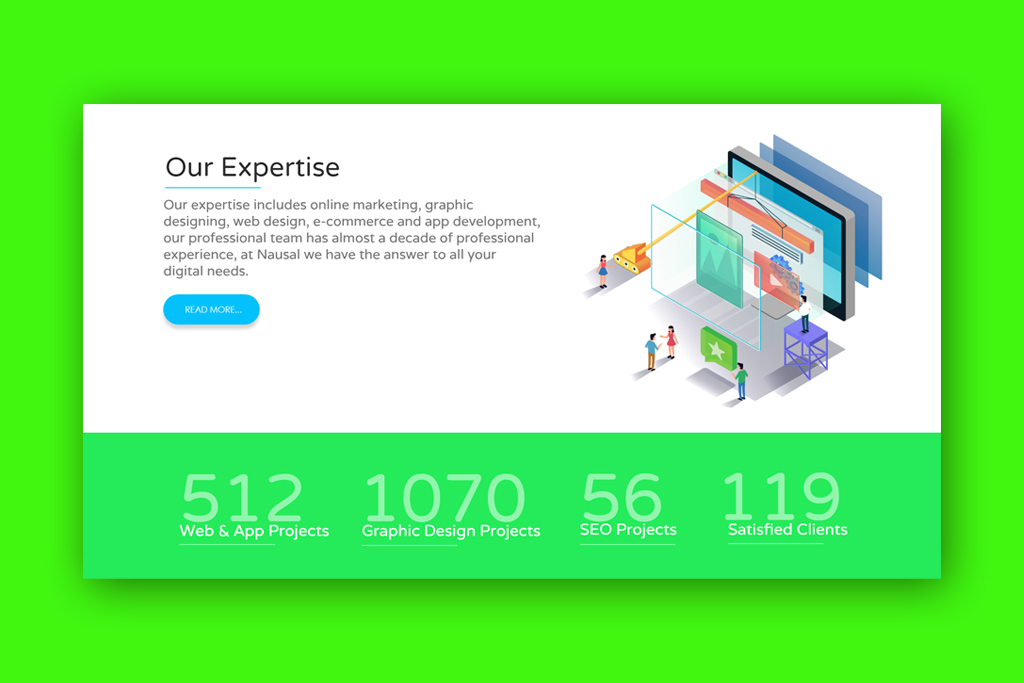 Our Expertise
Our expertise includes online marketing, graphic
designing, web design, e-commerce and app development,
our professional team has almost a decade of professional
experience, at Nausal we have the answer to all your
digital needs.
READ MORE...
512 1070 56 119
Web & App Projects Graphic Design Projects SEO Projects Satisfied Clients